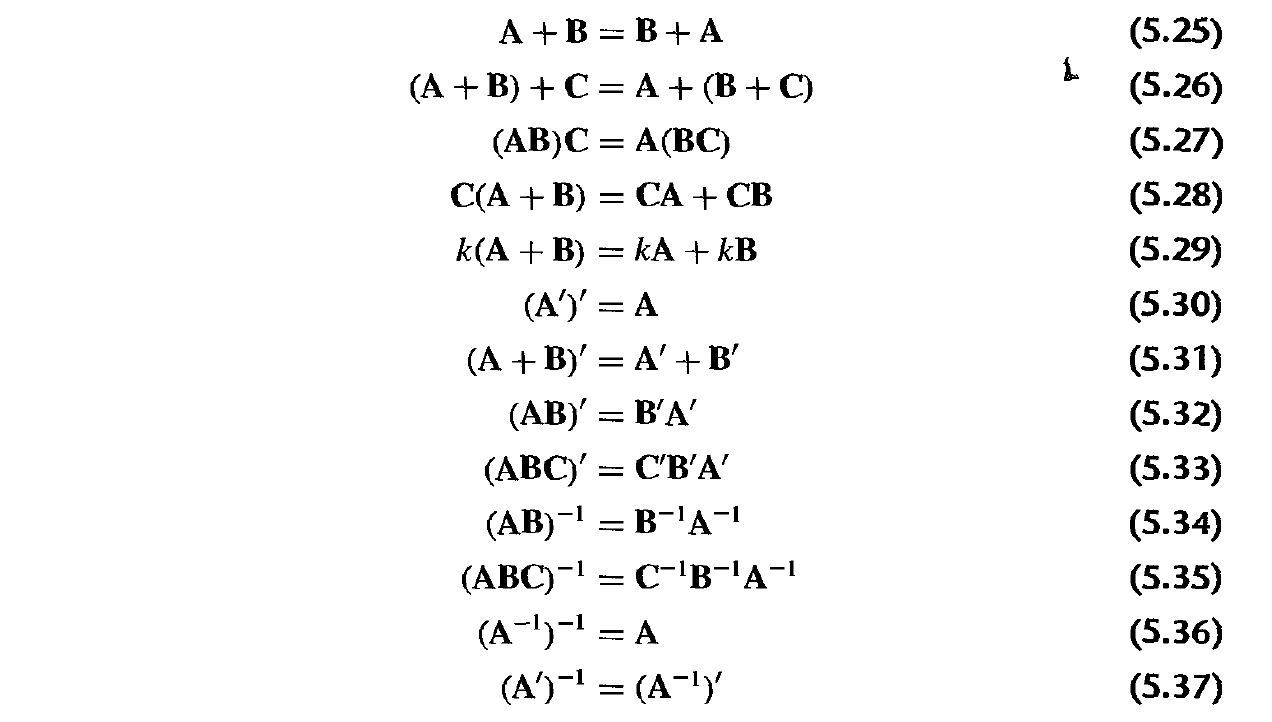 A + B = B + A (5.25)
(A + B) + C = A + (B + C) (5.26)
(AB)C = A(BC) (5.27)
C(A + B) = CA + CB (5.28)
k(A + B) = kA + kB (5.29)
(A′)′ = A (5.30)
(A + B)′ = A′ + B′ (5.31)
(AB)′ = B′A′ (5.32)
(ABC)′ = C′B′A′ (5.33)
(AB)⁻¹ = B⁻¹A⁻¹ (5.34)
(ABC)⁻¹ = C⁻¹B⁻¹A⁻¹ (5.35)
(A⁻¹)⁻¹ = A (5.36)
(A′)⁻¹ = (A⁻¹)′ (5.37)